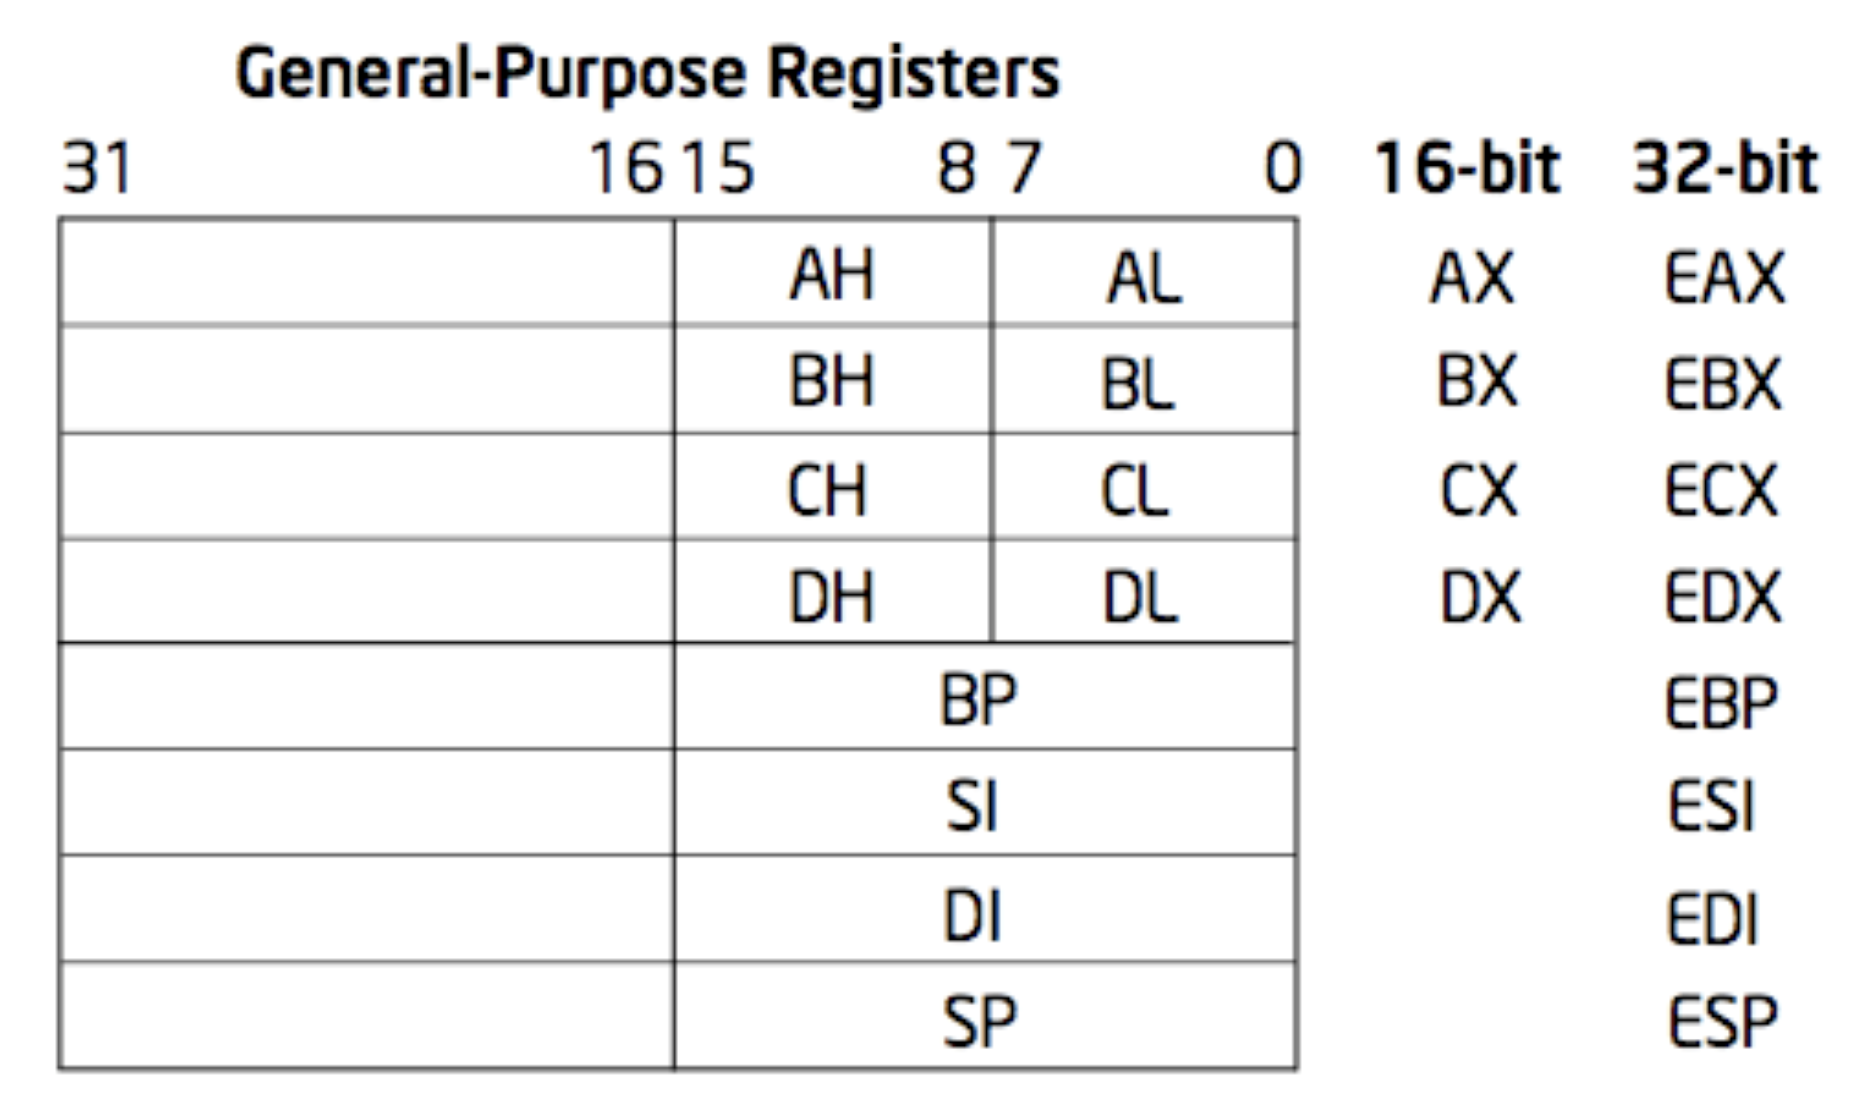 General-Purpose Registers
31 16 15 8 7 0 16-bit 32-bit
AH AL AX EAX
BH BL BX EBX
CH CL CX ECX
DH DL DX EDX
BP EBP
SI ESI
DI EDI
SP ESP